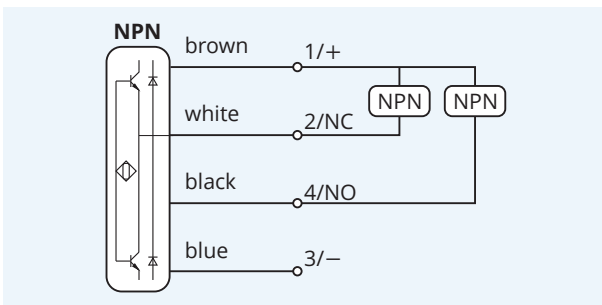 NPN
brown
1/+
NPN
NPN
white
2/NC
black
4/NO
blue
3/−